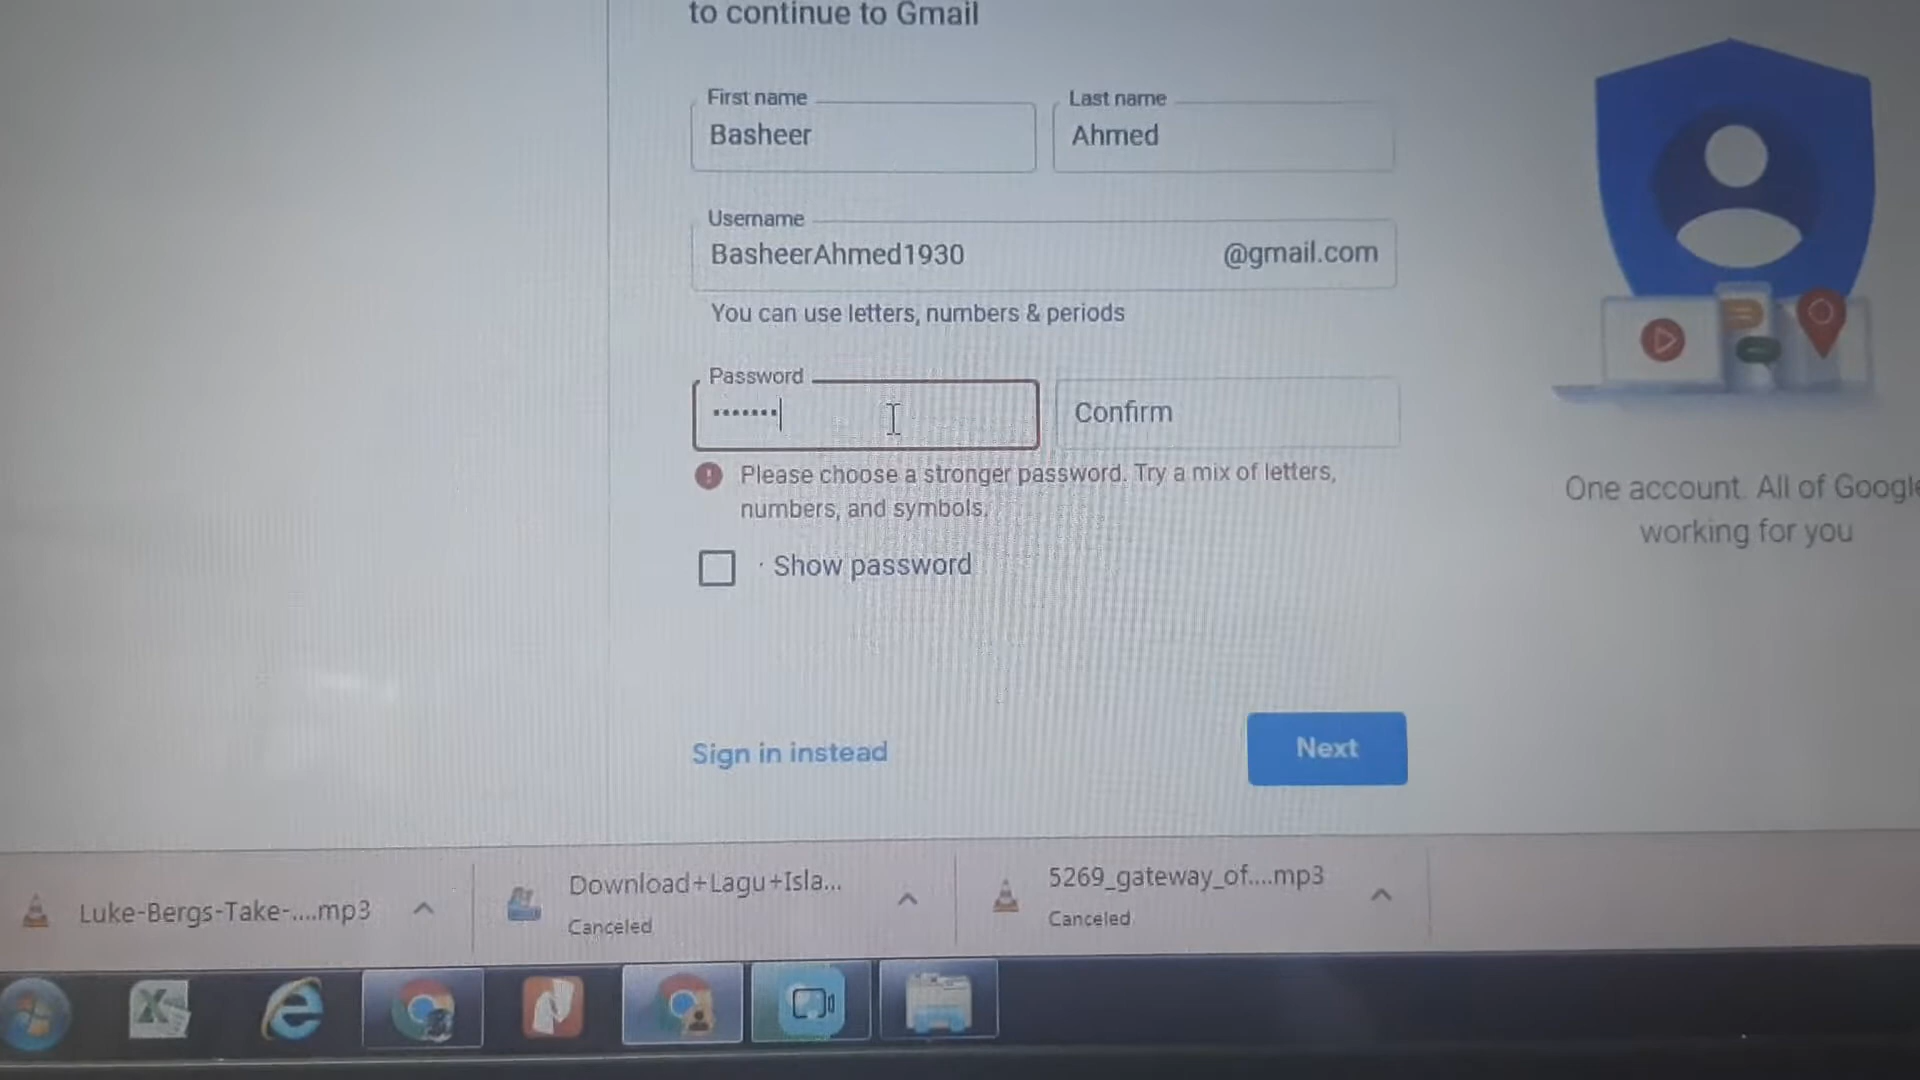 to continue to Gmail
First name
Last name
Basheer
Ahmed
Username
BasheerAhmed1930
@gmail.com
You can use letters, numbers & periods
Password
•••••••
Confirm
Please choose a stronger password. Try a mix of letters,
numbers, and symbols.
Show password
One account. All of Google
working for you
Sign in instead
Next
Luke-Bergs-Take-....mp3
Download+Lagu+Isla...
Canceled
5269_gateway_of....mp3
Canceled